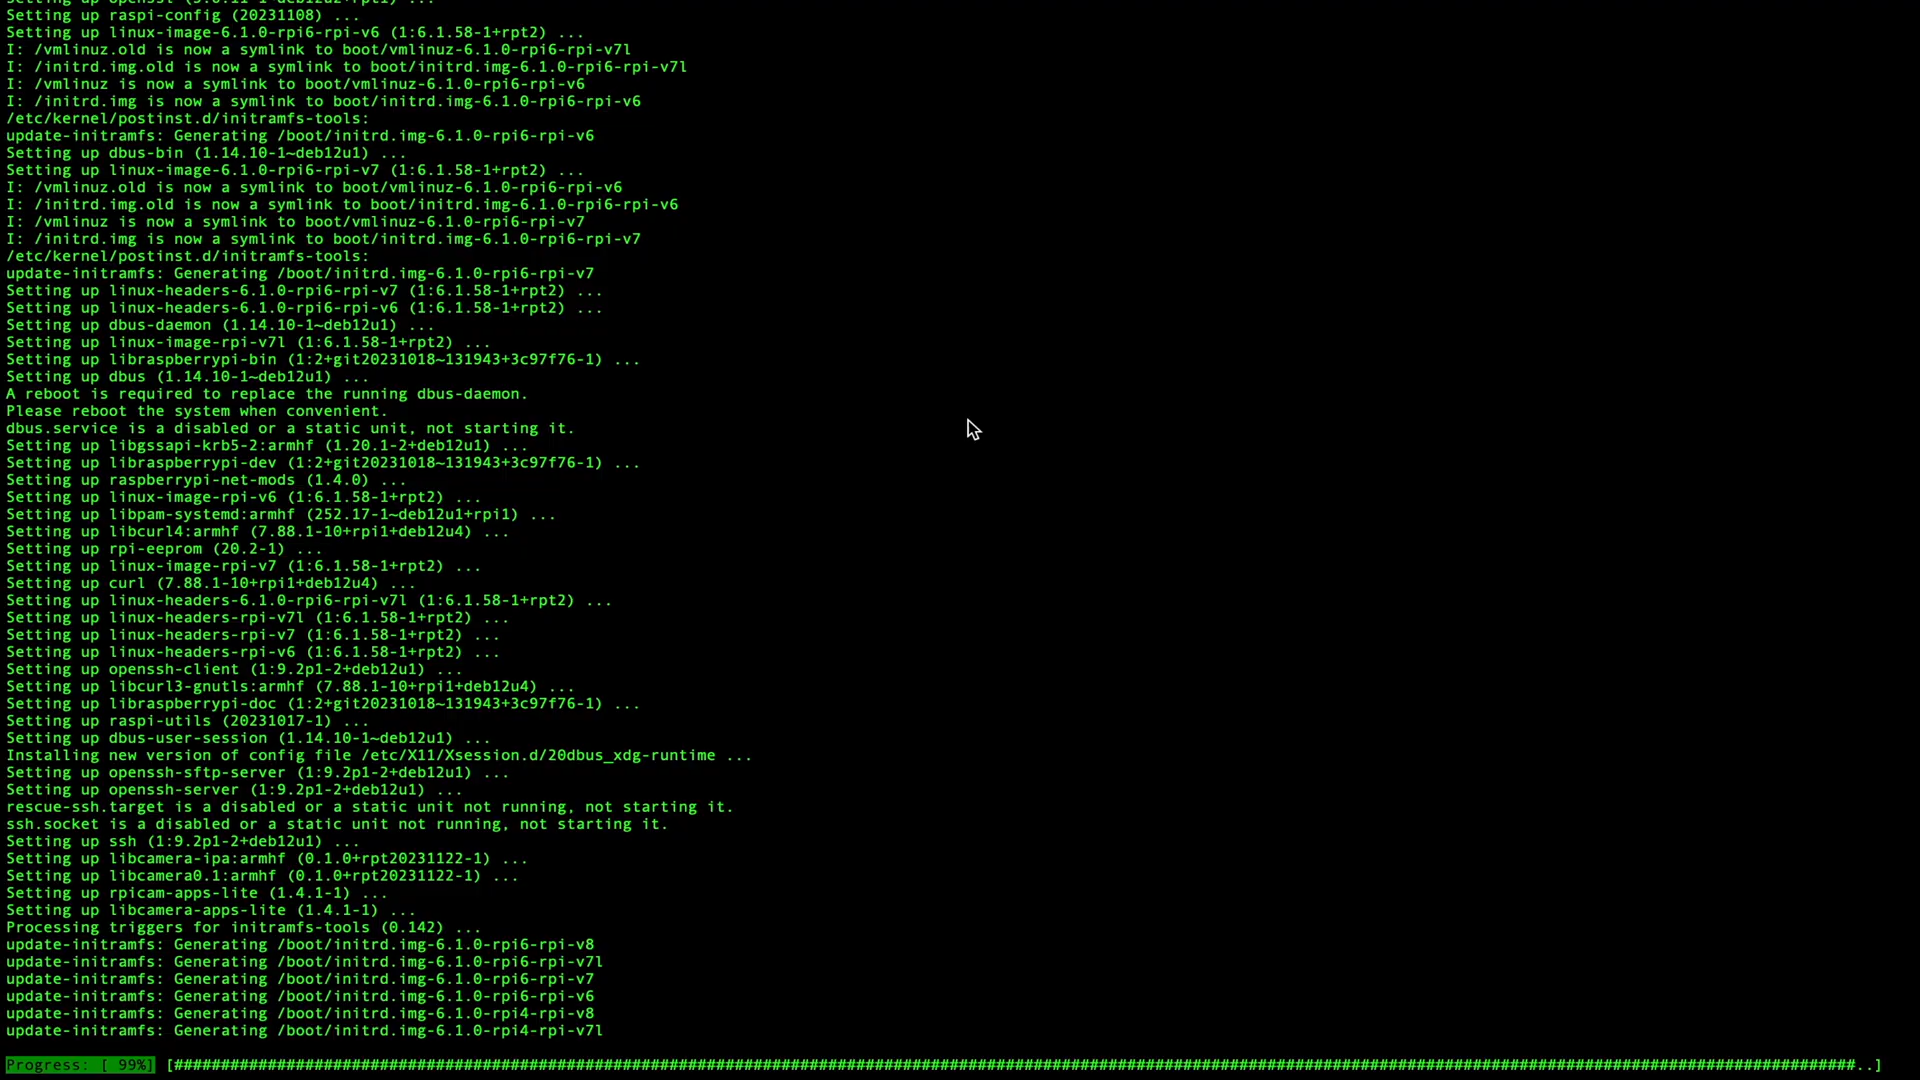 Setting up raspi-config (20231108) ...
Setting up linux-image-6.1.0-rpi6-rpi-v6 (1:6.1.58-1+rpt2) ...
I: /vmlinuz.old is now a symlink to boot/vmlinuz-6.1.0-rpi6-rpi-v7l
I: /initrd.img.old is now a symlink to boot/initrd.img-6.1.0-rpi6-rpi-v7l
I: /vmlinuz is now a symlink to boot/vmlinuz-6.1.0-rpi6-rpi-v6
I: /initrd.img is now a symlink to boot/initrd.img-6.1.0-rpi6-rpi-v6
/etc/kernel/postinst.d/initramfs-tools:
update-initramfs: Generating /boot/initrd.img-6.1.0-rpi6-rpi-v6
Setting up dbus-bin (1.14.10-1~deb12u1) ...
Setting up linux-image-6.1.0-rpi6-rpi-v7 (1:6.1.58-1+rpt2) ...
I: /vmlinuz.old is now a symlink to boot/vmlinuz-6.1.0-rpi6-rpi-v6
I: /initrd.img.old is now a symlink to boot/initrd.img-6.1.0-rpi6-rpi-v6
I: /vmlinuz is now a symlink to boot/vmlinuz-6.1.0-rpi6-rpi-v7
I: /initrd.img is now a symlink to boot/initrd.img-6.1.0-rpi6-rpi-v7
/etc/kernel/postinst.d/initramfs-tools:
update-initramfs: Generating /boot/initrd.img-6.1.0-rpi6-rpi-v7
Setting up linux-headers-6.1.0-rpi6-rpi-v7 (1:6.1.58-1+rpt2) ...
Setting up linux-headers-6.1.0-rpi6-rpi-v6 (1:6.1.58-1+rpt2) ...
Setting up dbus-daemon (1.14.10-1~deb12u1) ...
Setting up linux-image-rpi-v7l (1:6.1.58-1+rpt2) ...
Setting up libraspberrypi-bin (1:2+git20231018~131943+3c97f76-1) ...
Setting up dbus (1.14.10-1~deb12u1) ...
A reboot is required to replace the running dbus-daemon.
Please reboot the system when convenient.
dbus.service is a disabled or a static unit, not starting it.
Setting up libgssapi-krb5-2:armhf (1.20.1-2+deb12u1) ...
Setting up libraspberrypi-dev (1:2+git20231018~131943+3c97f76-1) ...
Setting up raspberrypi-net-mods (1.4.0) ...
Setting up linux-image-rpi-v6 (1:6.1.58-1+rpt2) ...
Setting up libpam-systemd:armhf (252.17-1~deb12u1+rpi1) ...
Setting up libcurl4:armhf (7.88.1-10+rpi1+deb12u4) ...
Setting up rpi-eeprom (20.2-1) ...
Setting up linux-image-rpi-v7 (1:6.1.58-1+rpt2) ...
Setting up curl (7.88.1-10+rpi1+deb12u4) ...
Setting up linux-headers-6.1.0-rpi6-rpi-v7l (1:6.1.58-1+rpt2) ...
Setting up linux-headers-rpi-v7l (1:6.1.58-1+rpt2) ...
Setting up linux-headers-rpi-v7 (1:6.1.58-1+rpt2) ...
Setting up linux-headers-rpi-v6 (1:6.1.58-1+rpt2) ...
Setting up openssh-client (1:9.2p1-2+deb12u1) ...
Setting up libcurl3-gnutls:armhf (7.88.1-10+rpi1+deb12u4) ...
Setting up libraspberrypi-doc (1:2+git20231018~131943+3c97f76-1) ...
Setting up raspi-utils (20231017-1) ...
Setting up dbus-user-session (1.14.10-1~deb12u1) ...
Installing new version of config file /etc/X11/Xsession.d/20dbus_xdg-runtime ...
Setting up openssh-sftp-server (1:9.2p1-2+deb12u1) ...
Setting up openssh-server (1:9.2p1-2+deb12u1) ...
rescue-ssh.target is a disabled or a static unit not running, not starting it.
ssh.socket is a disabled or a static unit not running, not starting it.
Setting up ssh (1:9.2p1-2+deb12u1) ...
Setting up libcamera-ipa:armhf (0.1.0+rpt20231122-1) ...
Setting up libcamera0.1:armhf (0.1.0+rpt20231122-1) ...
Setting up rpicam-apps-lite (1.4.1-1) ...
Setting up libcamera-apps-lite (1.4.1-1) ...
Processing triggers for initramfs-tools (0.142) ...
update-initramfs: Generating /boot/initrd.img-6.1.0-rpi6-rpi-v8
update-initramfs: Generating /boot/initrd.img-6.1.0-rpi6-rpi-v7l
update-initramfs: Generating /boot/initrd.img-6.1.0-rpi6-rpi-v7
update-initramfs: Generating /boot/initrd.img-6.1.0-rpi6-rpi-v6
update-initramfs: Generating /boot/initrd.img-6.1.0-rpi4-rpi-v8
update-initramfs: Generating /boot/initrd.img-6.1.0-rpi4-rpi-v7l
Progress: [ 99%]